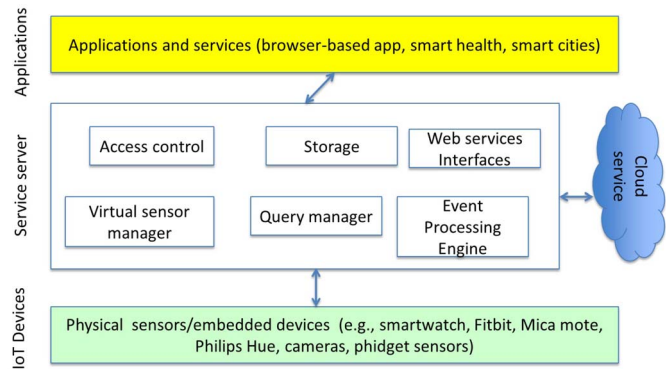 Applications
Applications and services (browser-based app, smart health, smart cities)
Service server
Access control
Storage
Web services
Interfaces
Virtual sensor
manager
Query manager
Event
Processing
Engine
Cloud
service
IoT Devices
Physical sensors/embedded devices (e.g., smartwatch, Fitbit, Mica mote,
Philips Hue, cameras, phidget sensors)